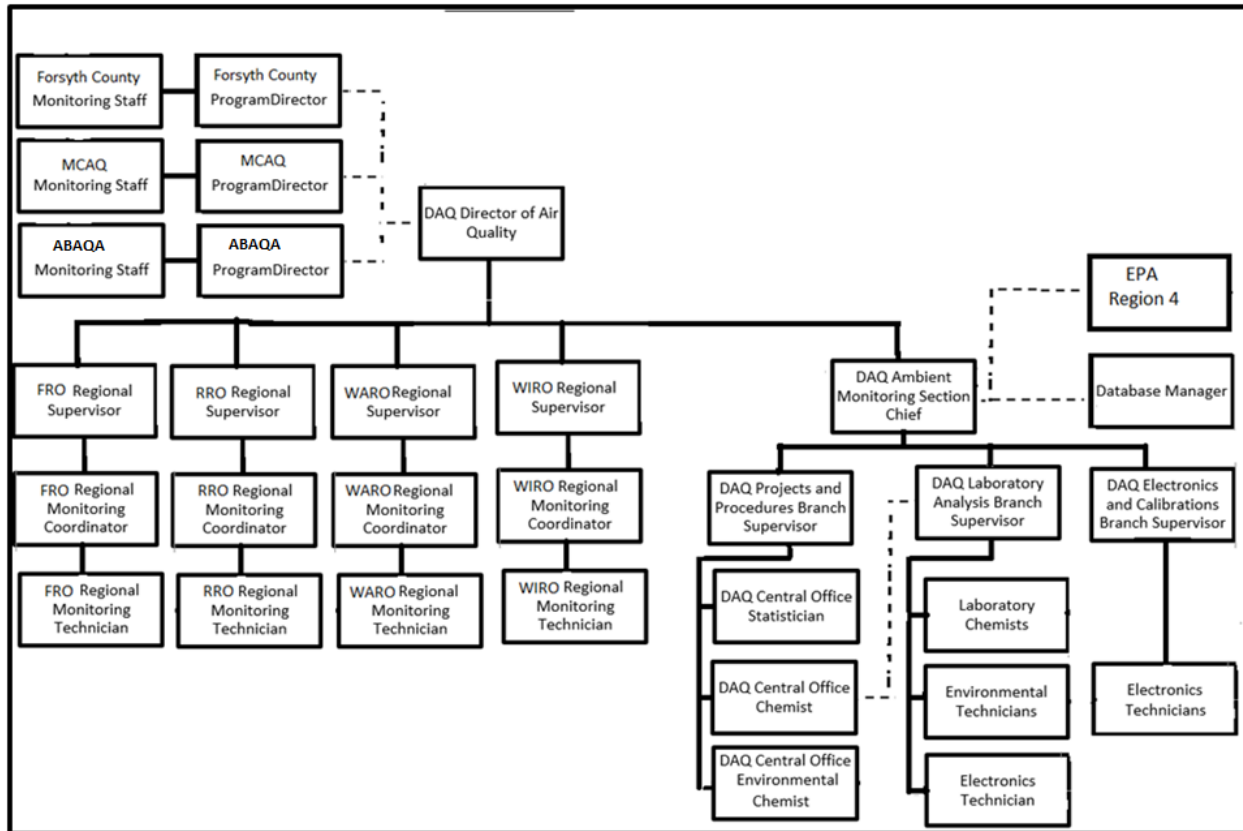 Forsyth County
Monitoring Staff
Forsyth County
ProgramDirector
MCAQ
Monitoring Staff
MCAQ
ProgramDirector
ABAQA
Monitoring Staff
ABAQA
ProgramDirector
DAQ Director of Air
Quality
EPA
Region 4
Database Manager
FRO Regional
Supervisor
RRO Regional
Supervisor
WARO Regional
Supervisor
WIRO Regional
Supervisor
DAQ Ambient
Monitoring Section
Chief
FRO Regional
Monitoring
Coordinator
RRO Regional
Monitoring
Coordinator
WARO Regional
Monitoring
Coordinator
WIRO Regional
Monitoring
Coordinator
DAQ Projects and
Procedures Branch
Supervisor
DAQ Laboratory
Analysis Branch
Supervisor
DAQ Electronics
and Calibrations
Branch Supervisor
FRO Regional
Monitoring
Technician
RRO Regional
Monitoring
Technician
WARO Regional
Monitoring
Technician
WIRO Regional
Monitoring
Technician
DAQ Central Office
Statistician
DAQ Central Office
Chemist
DAQ Central Office
Environmental
Chemist
Laboratory
Chemists
Environmental
Technicians
Electronics
Technician
Electronics
Technicians